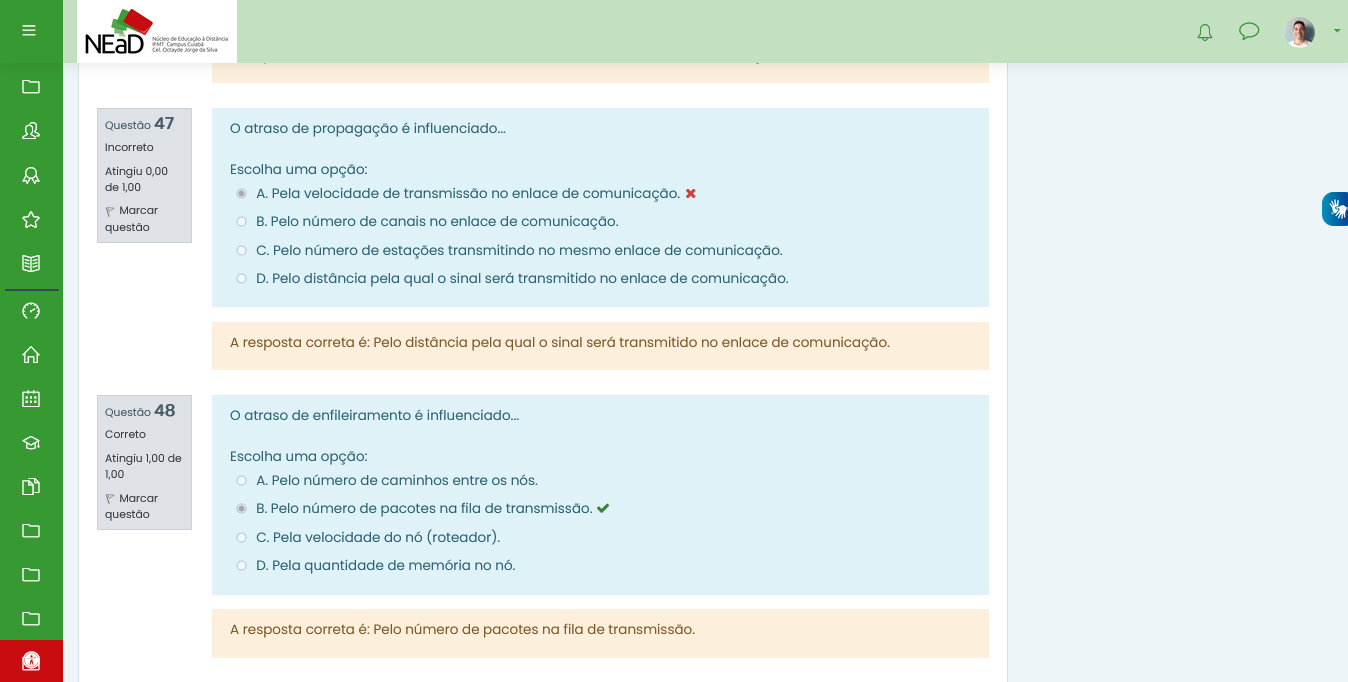 NEaD
Núcleo de Educação à Distância
IFMT Campus Cuiabá
Cel. Octayde Jorge da Silva
Questão 47
Incorreto
Atingiu 0,00
de 1,00
Marcar
questão
O atraso de propagação é influenciado...
Escolha uma opção:
A. Pela velocidade de transmissão no enlace de comunicação.
B. Pelo número de canais no enlace de comunicação.
C. Pelo número de estações transmitindo no mesmo enlace de comunicação.
D. Pelo distância pela qual o sinal será transmitido no enlace de comunicação.
A resposta correta é: Pelo distância pela qual o sinal será transmitido no enlace de comunicação.
Questão 48
Correto
Atingiu 1,00 de
1,00
Marcar
questão
O atraso de enfileiramento é influenciado...
Escolha uma opção:
A. Pelo número de caminhos entre os nós.
B. Pelo número de pacotes na fila de transmissão.
C. Pela velocidade do nó (roteador).
D. Pela quantidade de memória no nó.
A resposta correta é: Pelo número de pacotes na fila de transmissão.